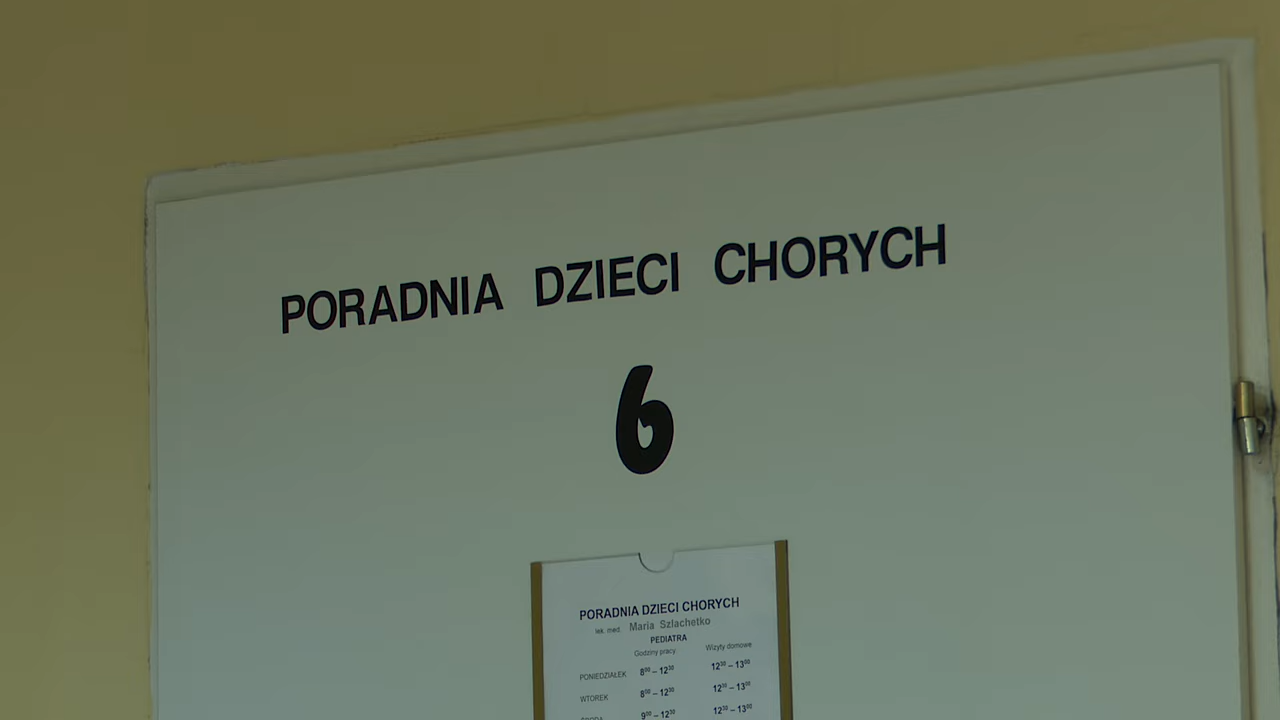 PORADNIA DZIECI CHORYCH
6
PORADNIA DZIECI CHORYCH
lek. med. Maria Szlachetko
PEDIATRA
Godziny pracy Wizyty domowe
PONIEDZIAŁEK 8⁰⁰ – 12³⁰ 12³⁰ – 13⁰⁰
WTOREK 8⁰⁰ – 12³⁰ 12³⁰ – 13⁰⁰
ŚRODA 9⁰⁰ – 12³⁰ 12³⁰ – 13⁰⁰